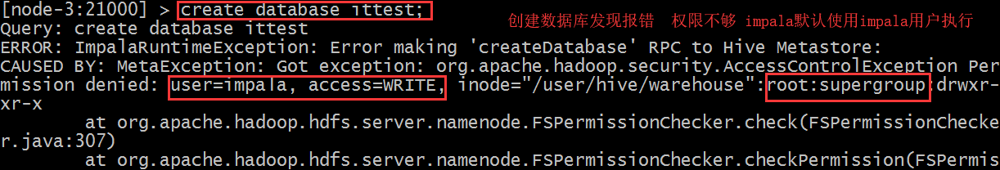 [node-3:21000] > create database ittest;
创建数据库发现报错 权限不够 impala默认使用impala用户执行
Query: create database ittest
ERROR: ImpalaRuntimeException: Error making 'createDatabase' RPC to Hive Metastore:
CAUSED BY: MetaException: Got exception: org.apache.hadoop.security.AccessControlException Per
mission denied: user=impala, access=WRITE, inode="/user/hive/warehouse":root:supergroup:drwxr-
xr-x
at org.apache.hadoop.hdfs.server.namenode.FSPermissionChecker.check(FSPermissionChecke
r.java:307)
at org.apache.hadoop.hdfs.server.namenode.FSPermissionChecker.checkPermission(FSPermis